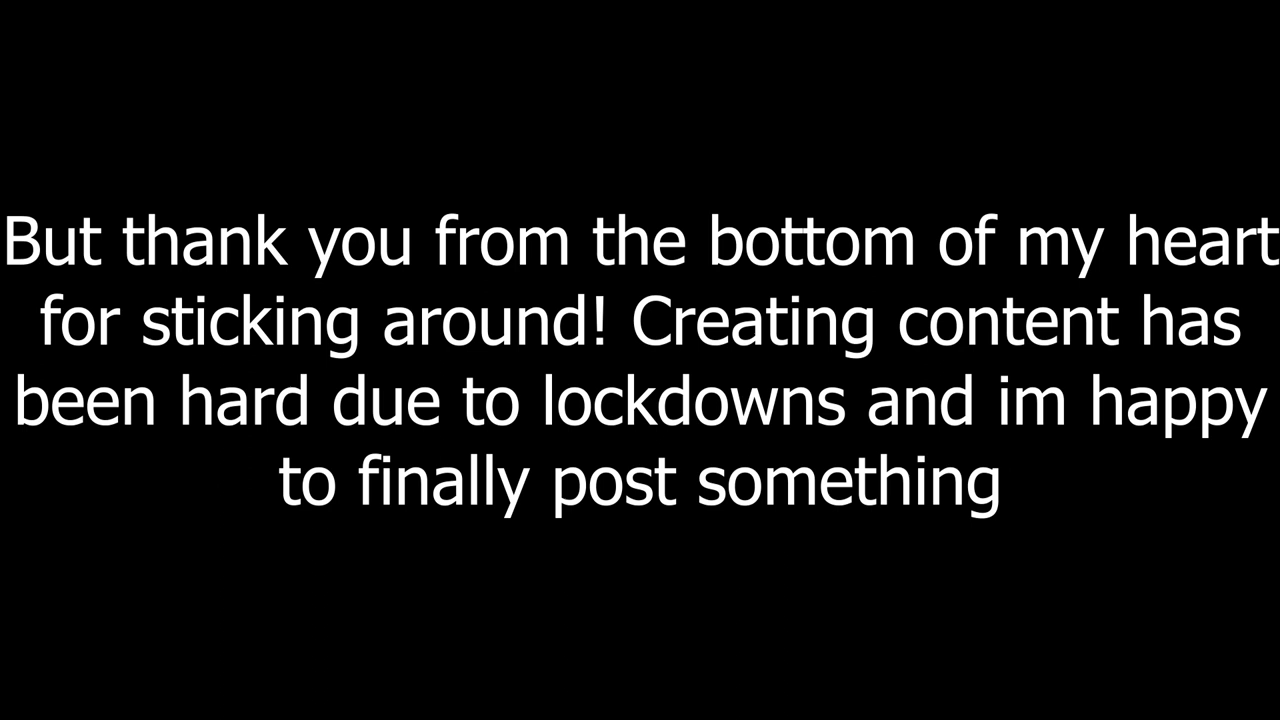 But thank you from the bottom of my heart
for sticking around! Creating content has
been hard due to lockdowns and im happy
to finally post something